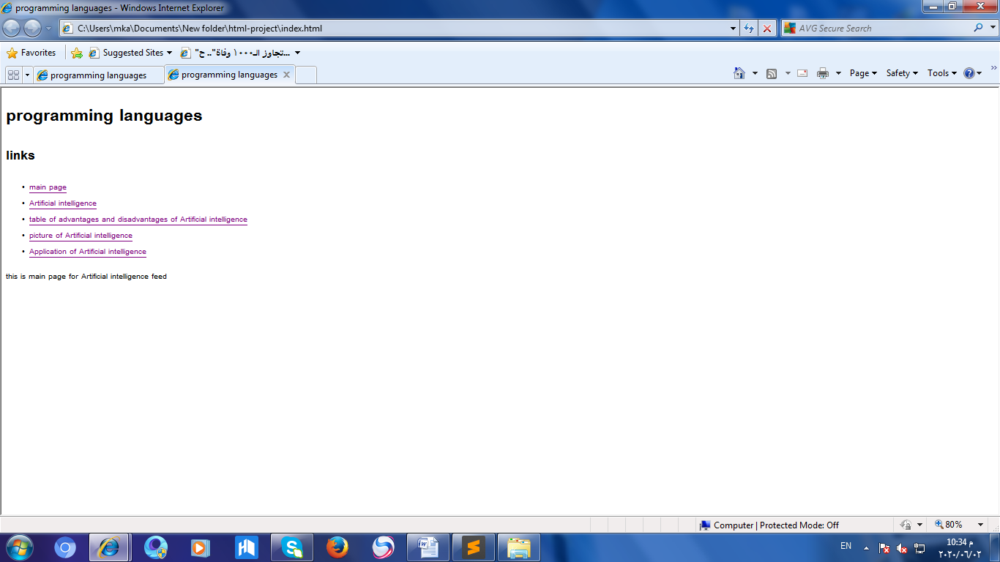 programming languages - Windows Internet Explorer
C:\Users\mka\Documents\New folder\html-project\index.html
AVG Secure Search
Favorites
Suggested Sites
تجاوز الـ١٠٠٠ وفاة".. ح"...
programming languages
programming languages
Page
Safety
Tools
programming languages
links
• main page
• Artificial intelligence
• table of advantages and disadvantages of Artificial intelligence
• picture of Artificial intelligence
• Application of Artificial intelligence
this is main page for Artificial intelligence feed
Computer | Protected Mode: Off
80%
EN
10:34 م
٢٠٢٠/٠٦/٠٢